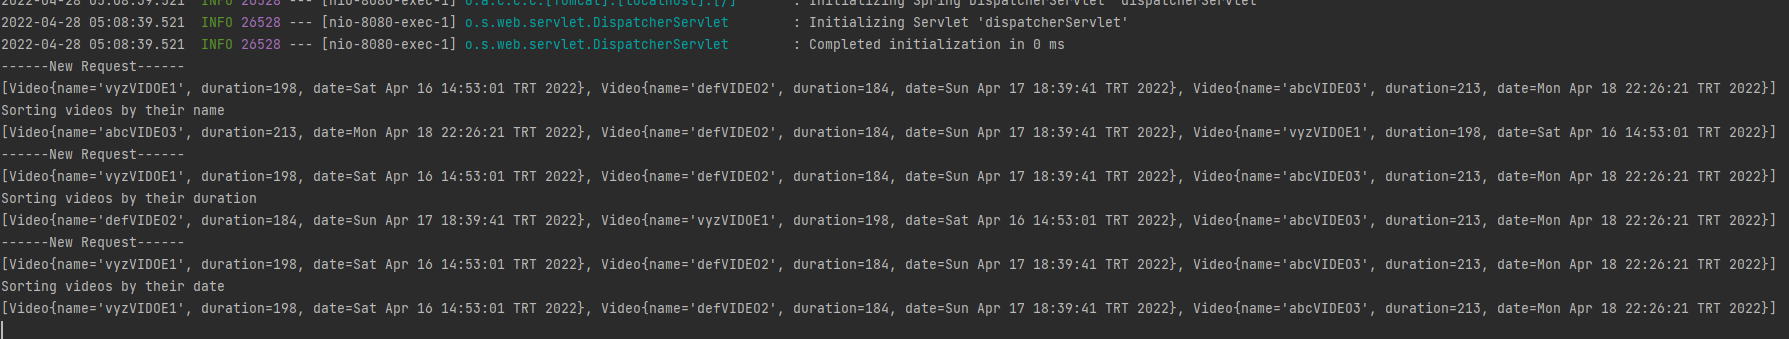 2022-04-28 05:08:39.521  INFO 26528 --- [nio-8080-exec-1] o.a.c.c.C.[Tomcat].[localhost].[/]       : Initializing Spring DispatcherServlet 'dispatcherServlet'
2022-04-28 05:08:39.521  INFO 26528 --- [nio-8080-exec-1] o.s.web.servlet.DispatcherServlet        : Initializing Servlet 'dispatcherServlet'
2022-04-28 05:08:39.521  INFO 26528 --- [nio-8080-exec-1] o.s.web.servlet.DispatcherServlet        : Completed initialization in 0 ms
------New Request------
[Video{name='vyzVIDOE1', duration=198, date=Sat Apr 16 14:53:01 TRT 2022}, Video{name='defVIDEO2', duration=184, date=Sun Apr 17 18:39:41 TRT 2022}, Video{name='abcVIDEO3', duration=213, date=Mon Apr 18 22:26:21 TRT 2022}]
Sorting videos by their name
[Video{name='abcVIDEO3', duration=213, date=Mon Apr 18 22:26:21 TRT 2022}, Video{name='defVIDEO2', duration=184, date=Sun Apr 17 18:39:41 TRT 2022}, Video{name='vyzVIDOE1', duration=198, date=Sat Apr 16 14:53:01 TRT 2022}]
------New Request------
[Video{name='vyzVIDOE1', duration=198, date=Sat Apr 16 14:53:01 TRT 2022}, Video{name='defVIDEO2', duration=184, date=Sun Apr 17 18:39:41 TRT 2022}, Video{name='abcVIDEO3', duration=213, date=Mon Apr 18 22:26:21 TRT 2022}]
Sorting videos by their duration
[Video{name='defVIDEO2', duration=184, date=Sun Apr 17 18:39:41 TRT 2022}, Video{name='vyzVIDOE1', duration=198, date=Sat Apr 16 14:53:01 TRT 2022}, Video{name='abcVIDEO3', duration=213, date=Mon Apr 18 22:26:21 TRT 2022}]
------New Request------
[Video{name='vyzVIDOE1', duration=198, date=Sat Apr 16 14:53:01 TRT 2022}, Video{name='defVIDEO2', duration=184, date=Sun Apr 17 18:39:41 TRT 2022}, Video{name='abcVIDEO3', duration=213, date=Mon Apr 18 22:26:21 TRT 2022}]
Sorting videos by their date
[Video{name='vyzVIDOE1', duration=198, date=Sat Apr 16 14:53:01 TRT 2022}, Video{name='defVIDEO2', duration=184, date=Sun Apr 17 18:39:41 TRT 2022}, Video{name='abcVIDEO3', duration=213, date=Mon Apr 18 22:26:21 TRT 2022}]